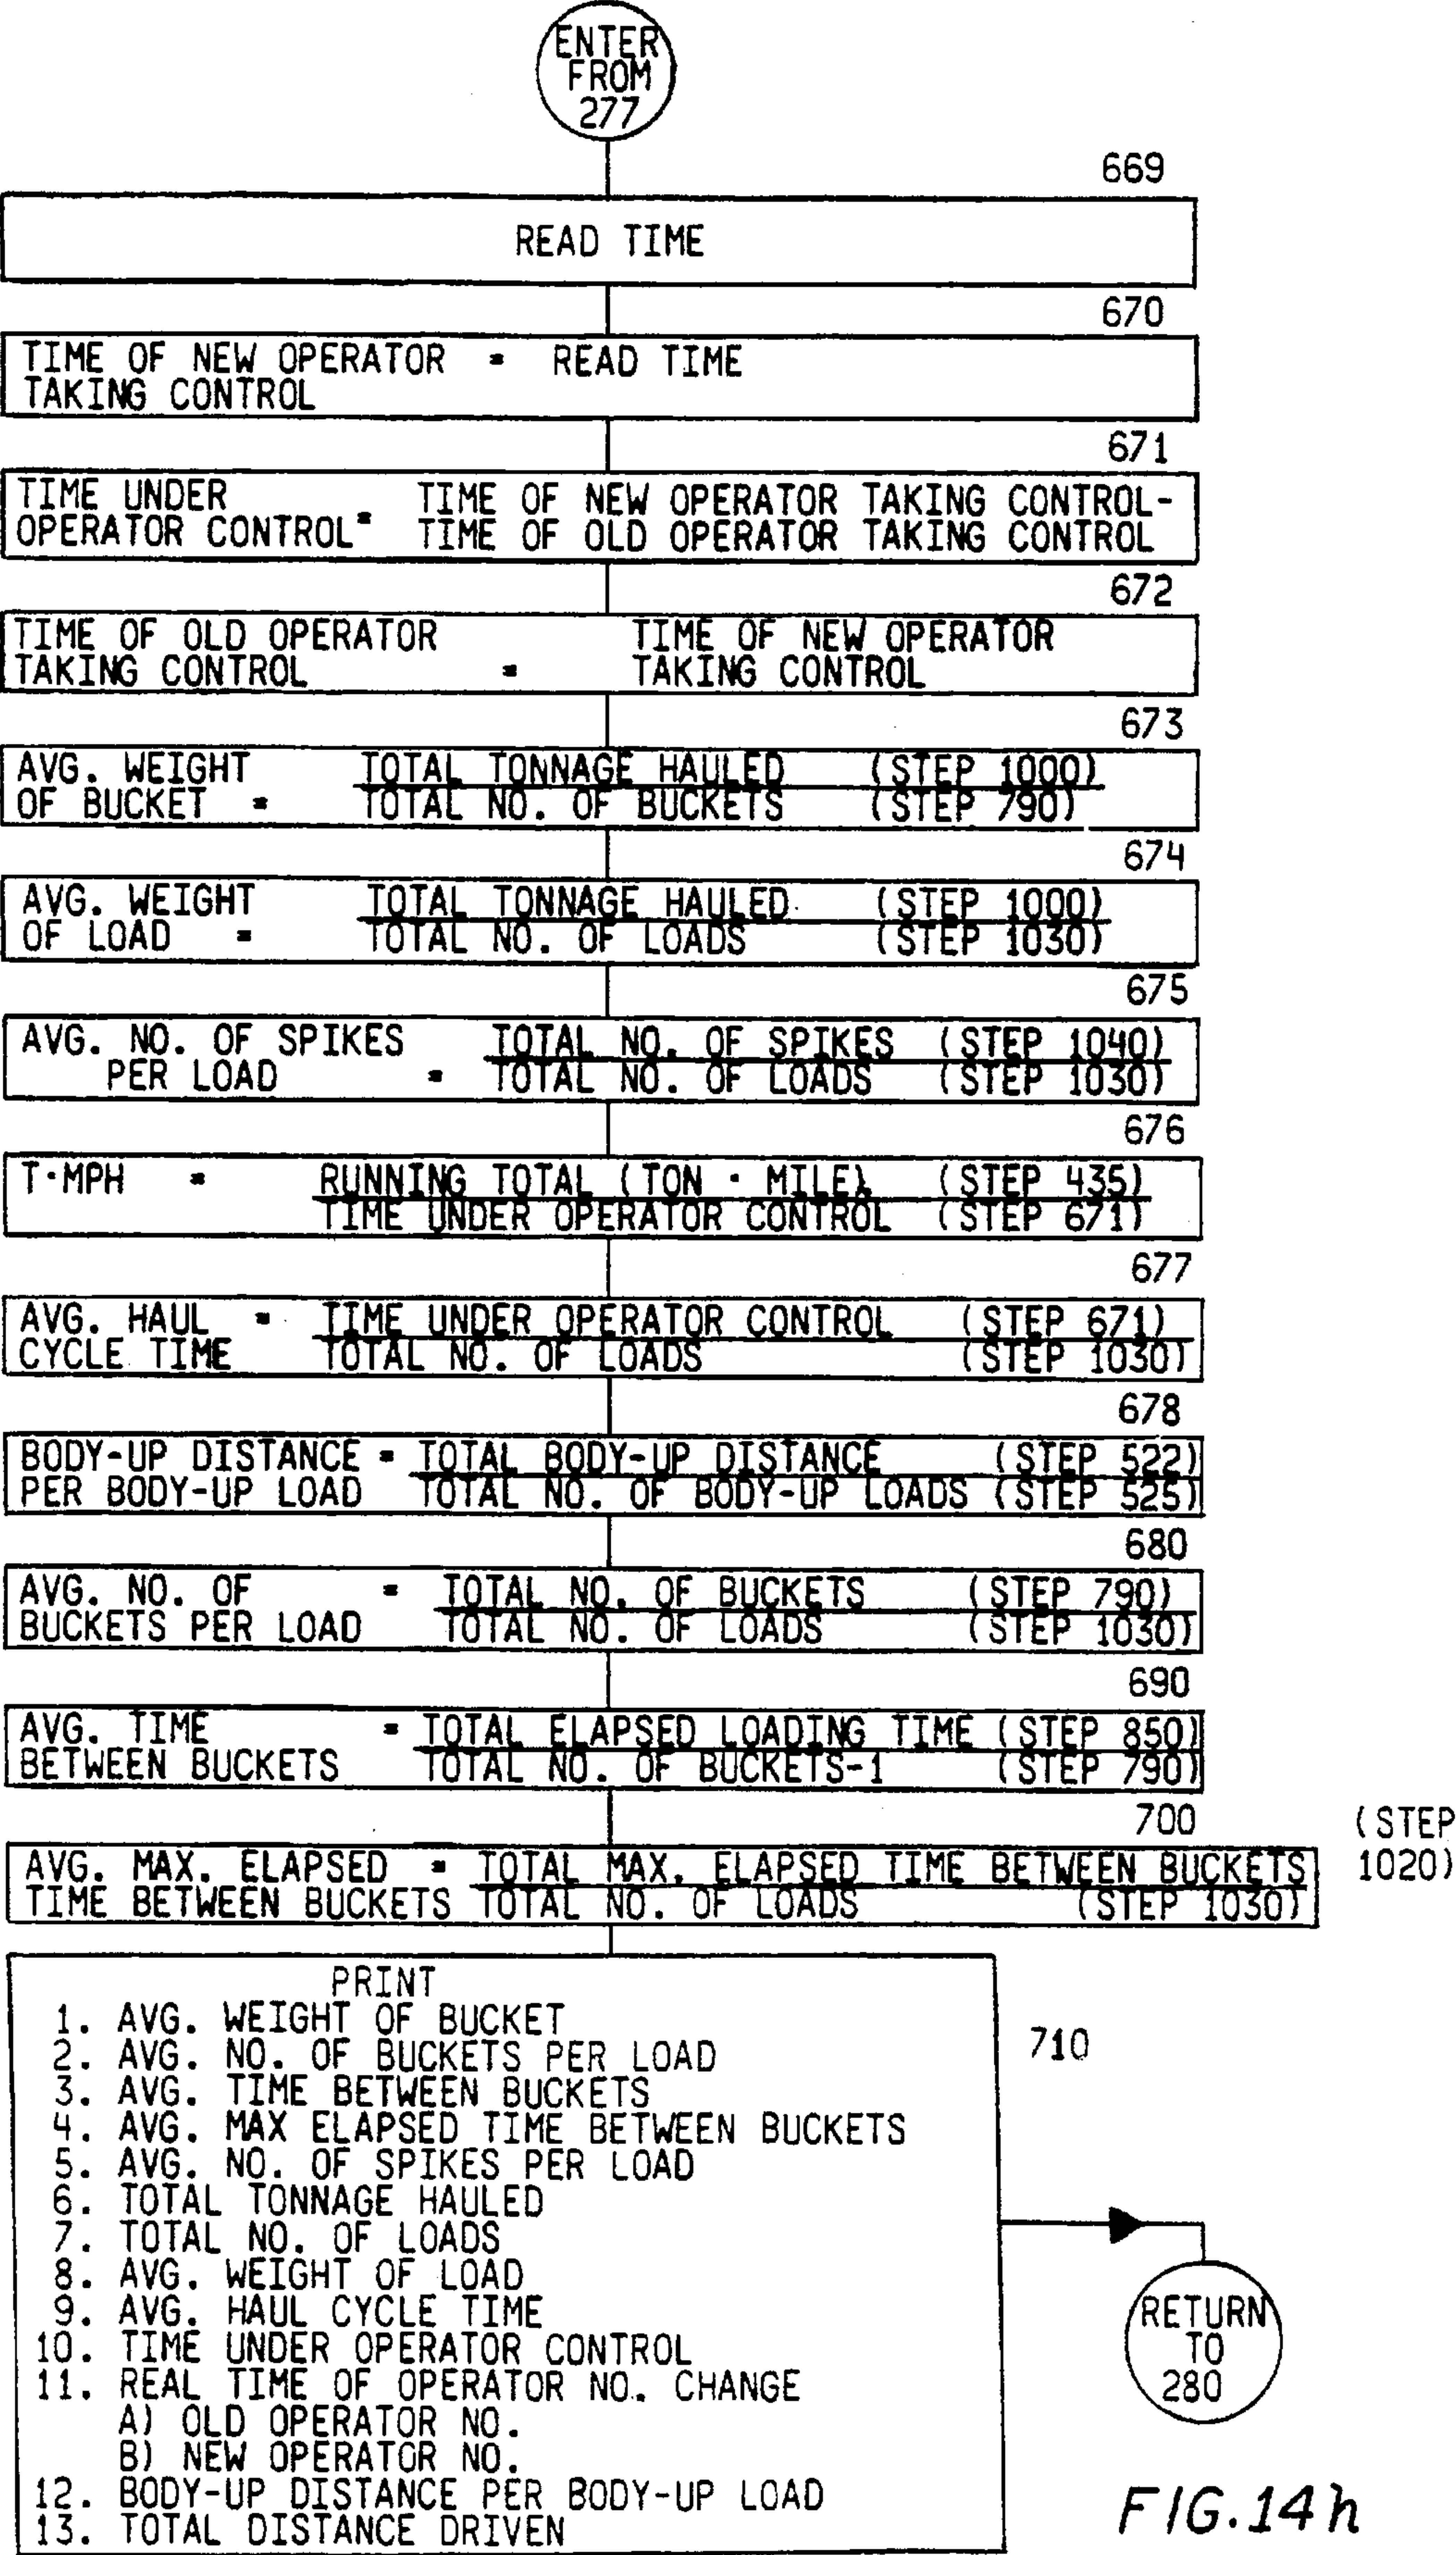 ENTER
FROM
277
669
READ TIME
670
TIME OF NEW OPERATOR = READ TIME
TAKING CONTROL
671
TIME UNDER TIME OF NEW OPERATOR TAKING CONTROL-
OPERATOR CONTROL = TIME OF OLD OPERATOR TAKING CONTROL
672
TIME OF OLD OPERATOR TIME OF NEW OPERATOR
TAKING CONTROL = TAKING CONTROL
673
AVG. WEIGHT TOTAL TONNAGE HAULED (STEP 1000)
OF BUCKET = TOTAL NO. OF BUCKETS (STEP 790)
674
AVG. WEIGHT TOTAL TONNAGE HAULED (STEP 1000)
OF LOAD = TOTAL NO. OF LOADS (STEP 1030)
675
AVG. NO. OF SPIKES TOTAL NO. OF SPIKES (STEP 1040)
PER LOAD = TOTAL NO. OF LOADS (STEP 1030)
676
T·MPH = RUNNING TOTAL (TON · MILE) (STEP 435)
TIME UNDER OPERATOR CONTROL (STEP 671)
677
AVG. HAUL = TIME UNDER OPERATOR CONTROL (STEP 671)
CYCLE TIME TOTAL NO. OF LOADS (STEP 1030)
678
BODY-UP DISTANCE = TOTAL BODY-UP DISTANCE (STEP 522)
PER BODY-UP LOAD TOTAL NO. OF BODY-UP LOADS (STEP 525)
680
AVG. NO. OF = TOTAL NO. OF BUCKETS (STEP 790)
BUCKETS PER LOAD TOTAL NO. OF LOADS (STEP 1030)
690
AVG. TIME = TOTAL ELAPSED LOADING TIME (STEP 850)
BETWEEN BUCKETS TOTAL NO. OF BUCKETS-1 (STEP 790)
700
AVG. MAX. ELAPSED = TOTAL MAX. ELAPSED TIME BETWEEN BUCKETS (STEP 1020)
TIME BETWEEN BUCKETS TOTAL NO. OF LOADS (STEP 1030)
PRINT
1. AVG. WEIGHT OF BUCKET
2. AVG. NO. OF BUCKETS PER LOAD
3. AVG. TIME BETWEEN BUCKETS
4. AVG. MAX ELAPSED TIME BETWEEN BUCKETS
5. AVG. NO. OF SPIKES PER LOAD
6. TOTAL TONNAGE HAULED
7. TOTAL NO. OF LOADS
8. AVG. WEIGHT OF LOAD
9. AVG. HAUL CYCLE TIME
10. TIME UNDER OPERATOR CONTROL
11. REAL TIME OF OPERATOR NO. CHANGE
A) OLD OPERATOR NO.
B) NEW OPERATOR NO.
12. BODY-UP DISTANCE PER BODY-UP LOAD
13. TOTAL DISTANCE DRIVEN
710
RETURN
TO
280
FIG.14h